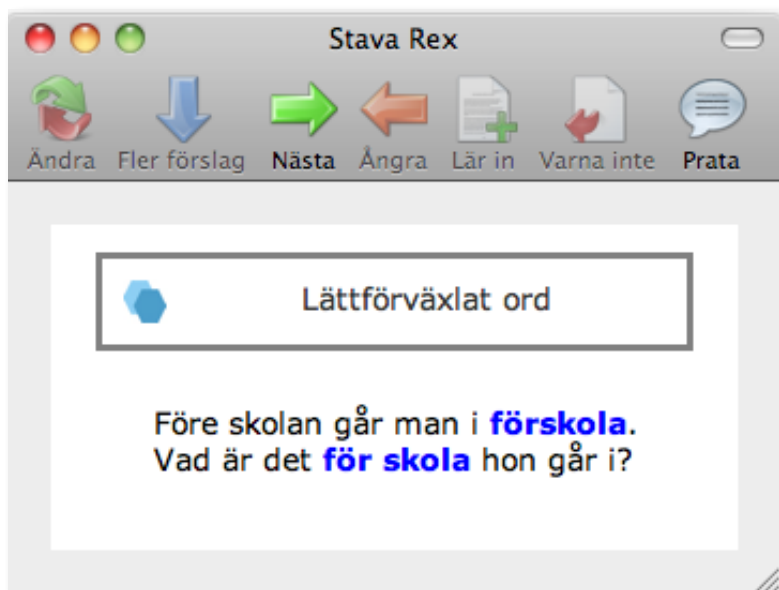 Stava Rex
Ändra Fler förslag Nästa Ångra Lär in Varna inte Prata
Lättförväxlat ord
Före skolan går man i förskola.
Vad är det för skola hon går i?